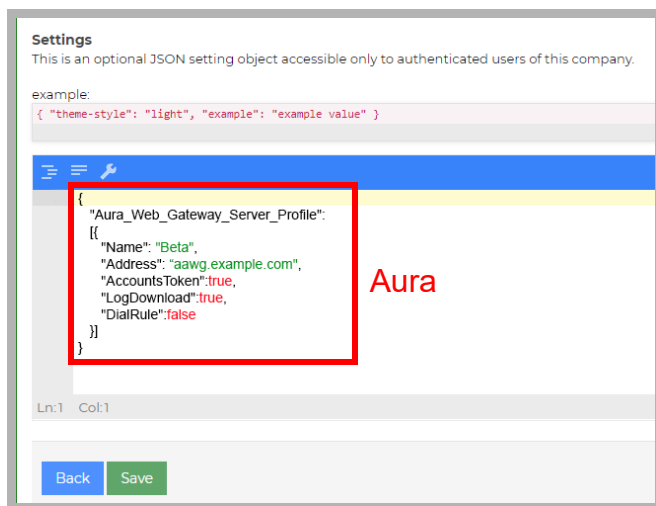 Settings
This is an optional JSON setting object accessible only to authenticated users of this company.
example:
{ "theme-style": "light", "example": "example value" }
{
"Aura_Web_Gateway_Server_Profile":
[{
"Name": "Beta",
"Address": “aawg.example.com”,
"AccountsToken":true,
"LogDownload":true,
"DialRule":false
}]
}
Aura
Ln:1 Col:1
Back Save